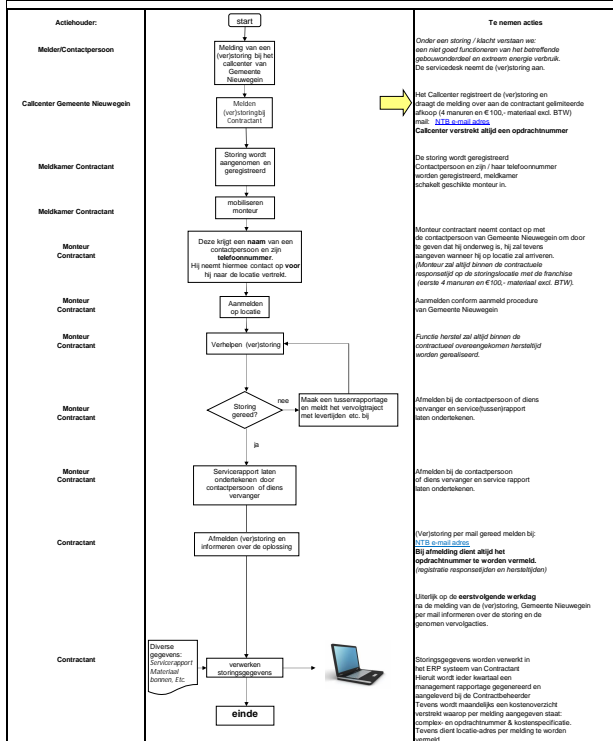 Actiehouder:
start
Te nemen acties
Melder/Contactpersoon
Melding van een
(ver)storing bij het
callcenter van
Gemeente
Nieuwegein
Onder een storing / klacht verstaan we:
een niet goed functioneren van het betreffende
gebouwonderdeel en extreem energie verbruik.
De servicedesk neemt de (ver)storing aan.
Callcenter Gemeente Nieuwegein
Melden
(ver)storingbij
Contractant
Het Callcenter registreert de (ver)storing en
draagt de melding over aan de contractant gelimiteerde
afkoop (4 manuren en €100,- materiaal excl. BTW)
mail: NTB e-mail adres
Callcenter verstrekt altijd een opdrachtnummer
Meldkamer Contractant
Storing wordt
aangenomen en
geregistreerd
De storing wordt geregistreerd
Contactpersoon en zijn / haar telefoonnummer
worden geregistreerd, meldkamer
schakelt geschikte monteur in.
Meldkamer Contractant
mobiliseren
monteur
Monteur
Contractant
Deze krijgt een naam van een
contactpersoon en zijn
telefoonnummer.
Hij neemt hiermee contact op voor
hij naar de locatie vertrekt.
Monteur contractant neemt contact op met
de contactpersoon van Gemeente Nieuwegein om door
te geven dat hij onderweg is, hij zal tevens
aangeven wanneer hij op locatie zal arriveren.
(Monteur zal altijd binnen de contractuele
responsetijd op de storingslocatie met de franchise
(eerste 4 manuren en €100,- materiaal excl. BTW).
Monteur
Contractant
Aanmelden
op locatie
Aanmelden conform aanmeld procedure
van Gemeente Nieuwegein
Monteur
Contractant
Verhelpen (ver)storing
Functie herstel zal altijd binnen de
contractueel overeengekomen hersteltijd
worden gerealiseerd.
Monteur
Contractant
Storing
gereed?
nee
Maak een tussenrapportage
en meldt het vervolgtraject
met levertijden etc. bij
Afmelden bij de contactpersoon of diens
vervanger en service(tussen)rapport
laten ondertekenen.
ja
Monteur
Contractant
Servicerapport laten
ondertekenen door
contactpersoon of diens
vervanger
Afmelden bij de contactpersoon
of diens vervanger en service rapport
laten ondertekenen.
Contractant
Afmelden (ver)storing en
informeren over de oplossing
(Ver)storing per mail gereed melden bij:
NTB e-mail adres
Bij afmelding dient altijd het
opdrachtnummer te worden vermeld.
(registratie responsetijden en hersteltijden)
Uiterlijk op de eerstvolgende werkdag
na de melding van de (ver)storing, Gemeente Nieuwegein
per mail informeren over de storing en de
genomen vervolgacties.
Contractant
Diverse
gegevens:
Servicerapport
Materiaal
bonnen, Etc.
verwerken
storingsgegevens
Storingsgegevens worden verwerkt in
het ERP systeem van Contractant
Hieruit wordt ieder kwartaal een
management rapportage gegenereerd en
aangeleverd bij de Contractbeheerder
Tevens wordt maandelijks een kostenoverzicht
verstrekt waarop per melding aangegeven staat:
complex- en opdrachtnummer & kostenspecificatie.
Tevens dient locatie-adres per melding te worden
vermeld.
einde